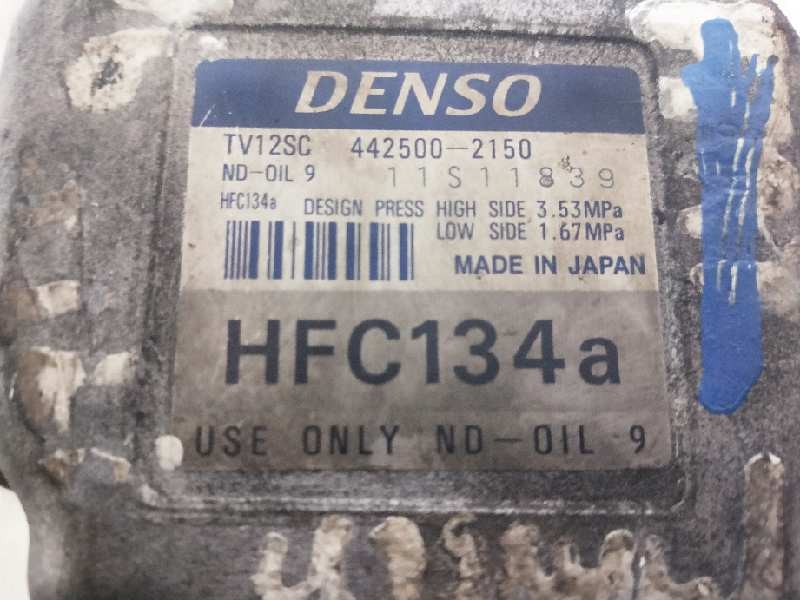 DENSO
TV12SC 442500-2150
ND-OIL 9 11S11839
HFC134a DESIGN PRESS HIGH SIDE 3.53MPa
LOW SIDE 1.67MPa
MADE IN JAPAN
HFC134a
USE ONLY ND-OIL 9